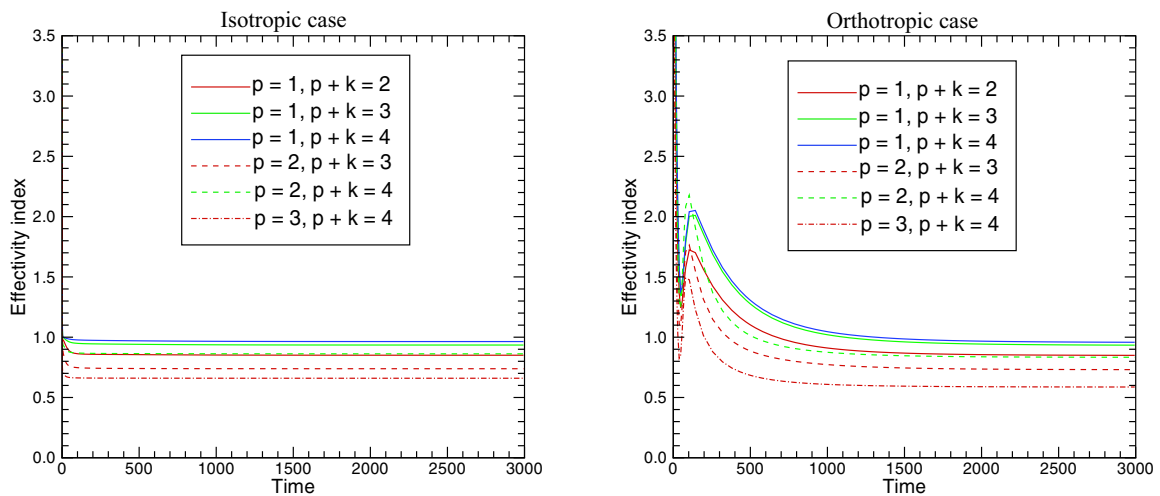 Isotropic case
3.5
3.0
2.5
2.0
1.5
1.0
0.5
0.0
Effectivity index
p = 1, p + k = 2
p = 1, p + k = 3
p = 1, p + k = 4
p = 2, p + k = 3
p = 2, p + k = 4
p = 3, p + k = 4
0 500 1000 1500 2000 2500 3000
Time
Orthotropic case
3.5
3.0
2.5
2.0
1.5
1.0
0.5
0.0
Effectivity index
p = 1, p + k = 2
p = 1, p + k = 3
p = 1, p + k = 4
p = 2, p + k = 3
p = 2, p + k = 4
p = 3, p + k = 4
0 500 1000 1500 2000 2500 3000
Time